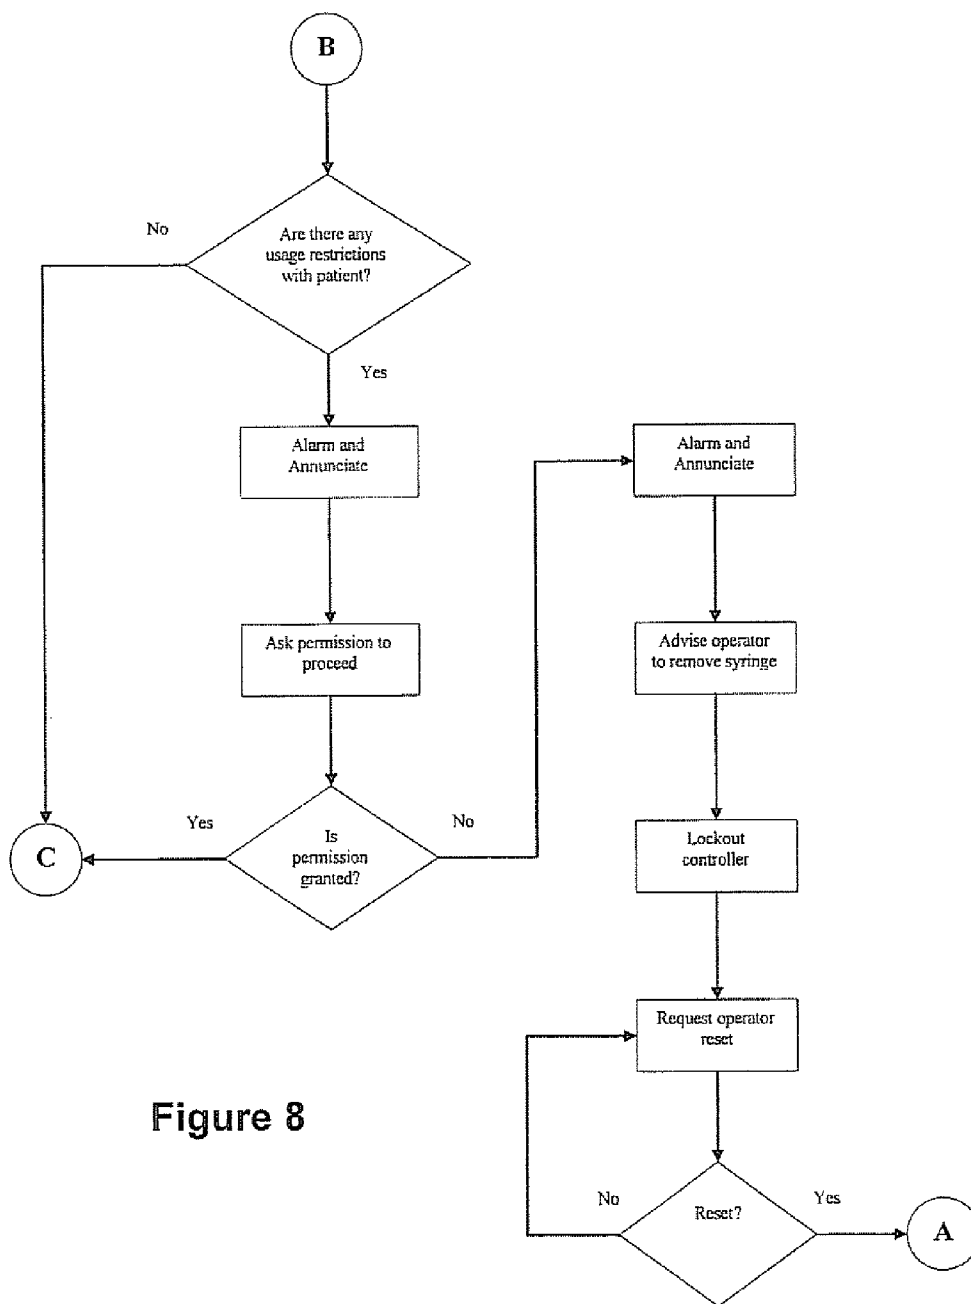 B
No
Are there any
usage restrictions
with patient?
Yes
Alarm and
Annunciate
Alarm and
Annunciate
Ask permission to
proceed
Advise operator
to remove syringe
Yes
No
Is
permission
granted?
C
Lockout
controller
Request operator
reset
Figure 8
No
Reset?
Yes
A